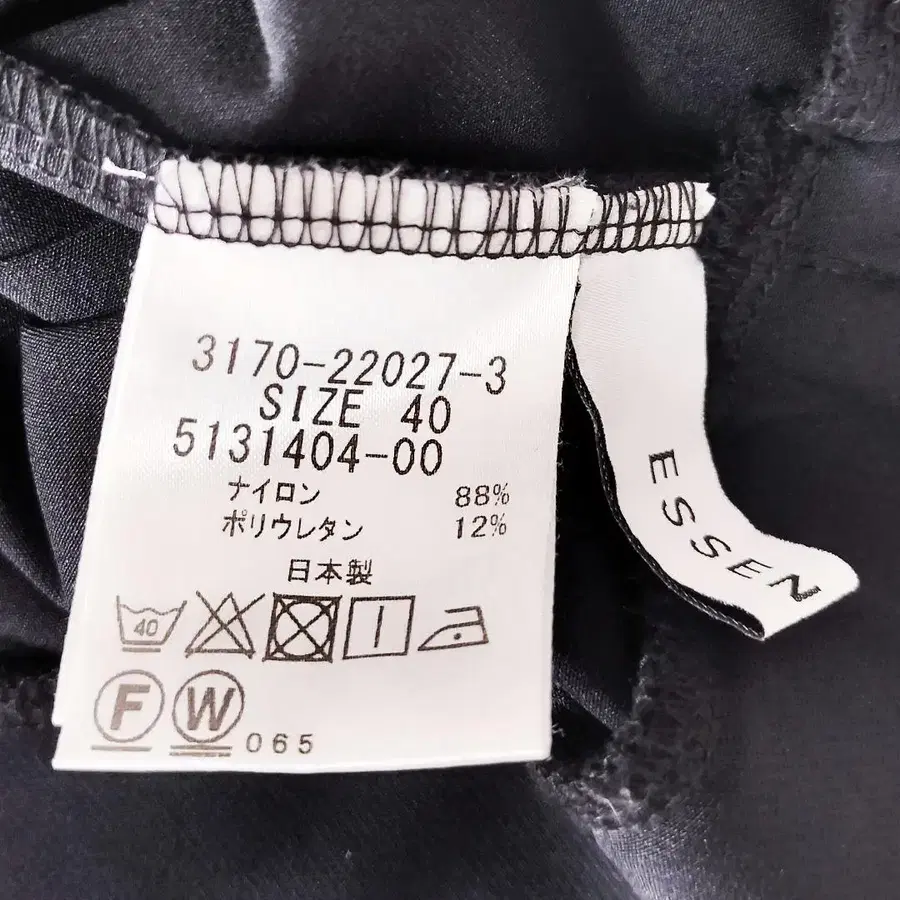 3170-22027-3
SIZE 40
5131404-00
ナイロン 88%
ポリウレタン 12%
日本製
40
F W 065
ESSEN